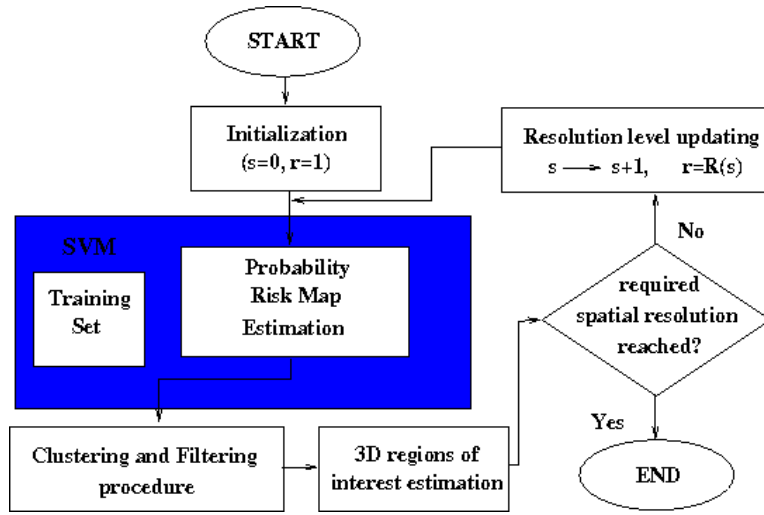 START
Initialization
(s=0, r=1)
Resolution level updating
s → s+1, r=R(s)
SVM
Training
Set
Probability
Risk Map
Estimation
No
required
spatial resolution
reached?
Yes
Clustering and Filtering
procedure
3D regions of
interest estimation
END